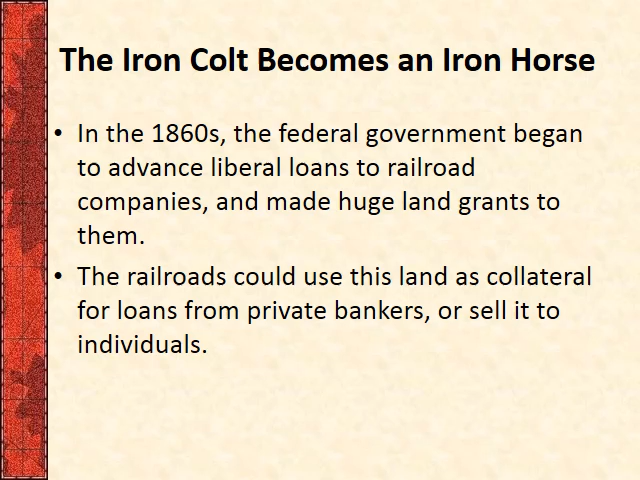 The Iron Colt Becomes an Iron Horse
• In the 1860s, the federal government began
to advance liberal loans to railroad
companies, and made huge land grants to
them.
• The railroads could use this land as collateral
for loans from private bankers, or sell it to
individuals.